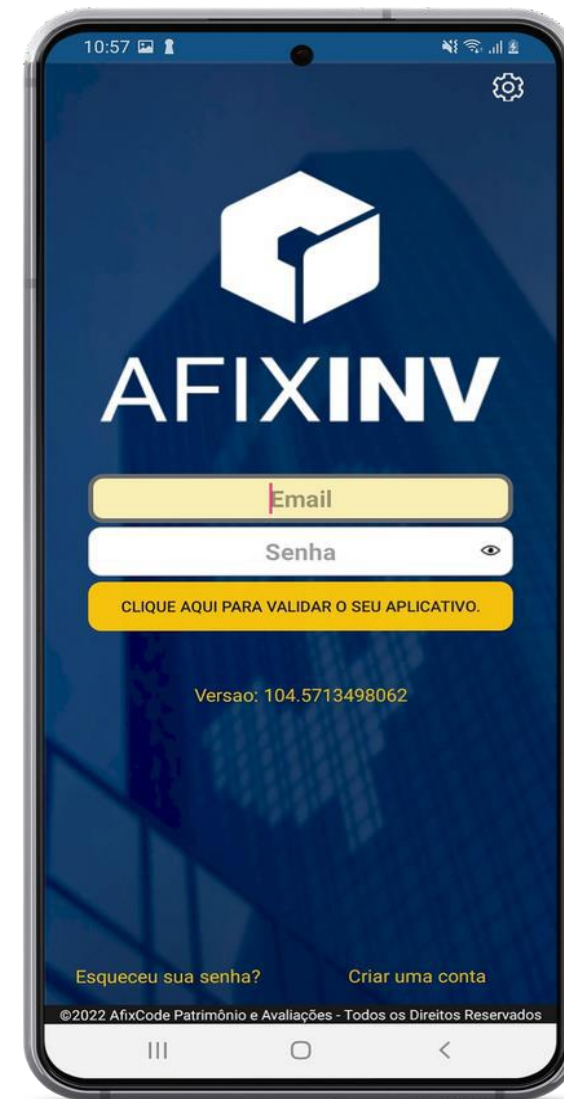 10:57
AFIXINV
Email
Senha
CLIQUE AQUI PARA VALIDAR O SEU APLICATIVO.
Versao: 104.5713498062
Esqueceu sua senha? Criar uma conta
©2022 AfixCode Patrimônio e Avaliações - Todos os Direitos Reservados